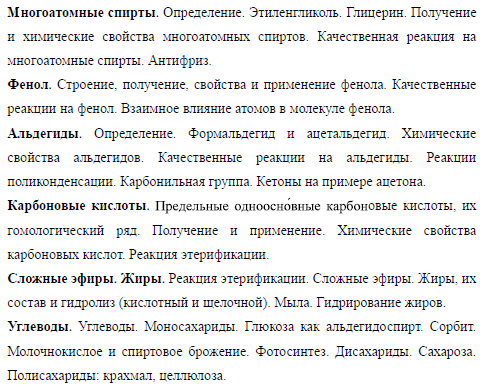 Многоатомные спирты. Определение. Этиленгликоль. Глицерин. Получение
и химические свойства многоатомных спиртов. Качественная реакция на
многоатомные спирты. Антифриз.
Фенол. Строение, получение, свойства и применение фенола. Качественные
реакции на фенол. Взаимное влияние атомов в молекуле фенола.
Альдегиды. Определение. Формальдегид и ацетальдегид. Химические
свойства альдегидов. Качественные реакции на альдегиды. Реакции
поликонденсации. Карбонильная группа. Кетоны на примере ацетона.
Карбоновые кислоты. Предельные одноосно́вные карбоновые кислоты, их
гомологический ряд. Получение и применение. Химические свойства
карбоновых кислот. Реакция этерификации.
Сложные эфиры. Жиры. Реакция этерификации. Сложные эфиры. Жиры, их
состав и гидролиз (кислотный и щелочной). Мыла. Гидрирование жиров.
Углеводы. Углеводы. Моносахариды. Глюкоза как альдегидоспирт. Сорбит.
Молочнокислое и спиртовое брожение. Фотосинтез. Дисахариды. Сахароза.
Полисахариды: крахмал, целлюлоза.